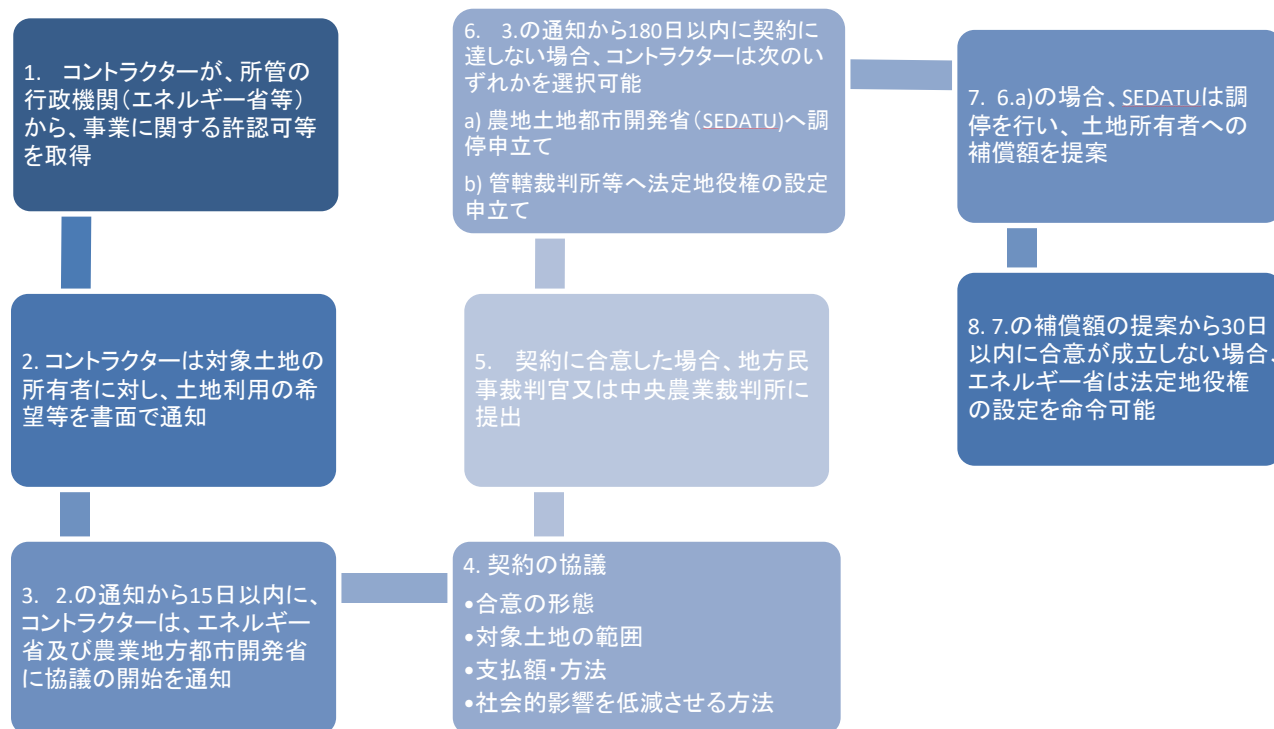 1. コントラクターが、所管の
行政機関（エネルギー省等）
から、事業に関する許認可等
を取得
2. コントラクターは対象土地の
所有者に対し、土地利用の希
望等を書面で通知
3. 2.の通知から15日以内に、
コントラクターは、エネルギー
省及び農業地方都市開発省
に協議の開始を通知
4. 契約の協議
•合意の形態
•対象土地の範囲
•支払額・方法
•社会的影響を低減させる方法
5. 契約に合意した場合、地方民
事裁判官又は中央農業裁判所に
提出
6. 3.の通知から180日以内に契約に
達しない場合、コントラクターは次のい
ずれかを選択可能
a) 農地土地都市開発省（SEDATU)へ調
停申立て
b) 管轄裁判所等へ法定地役権の設定
申立て
7. 6.a)の場合、SEDATUは調
停を行い、土地所有者への
補償額を提案
8. 7.の補償額の提案から30日
以内に合意が成立しない場合、
エネルギー省は法定地役権
の設定を命令可能